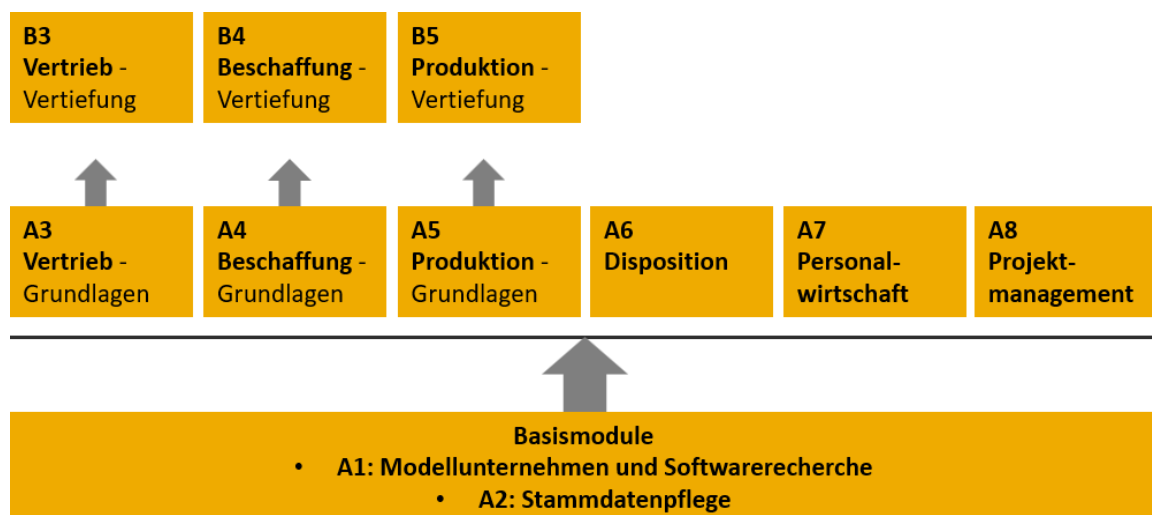 B3
Vertrieb -
Vertiefung
B4
Beschaffung -
Vertiefung
B5
Produktion -
Vertiefung
A3
Vertrieb -
Grundlagen
A4
Beschaffung -
Grundlagen
A5
Produktion -
Grundlagen
A6
Disposition
A7
Personal-
wirtschaft
A8
Projekt-
management
Basismodule
• A1: Modellunternehmen und Softwarerecherche
• A2: Stammdatenpflege